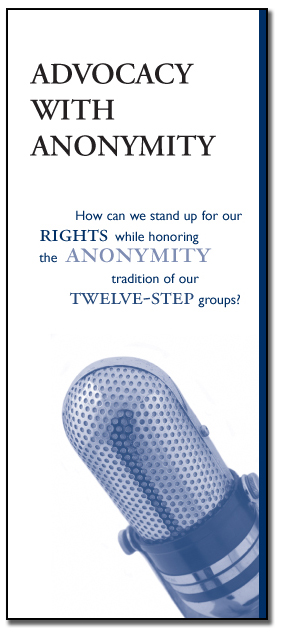 ADVOCACY
WITH
ANONYMITY
How can we stand up for our
RIGHTS while honoring
the ANONYMITY
tradition of our
TWELVE-STEP groups?